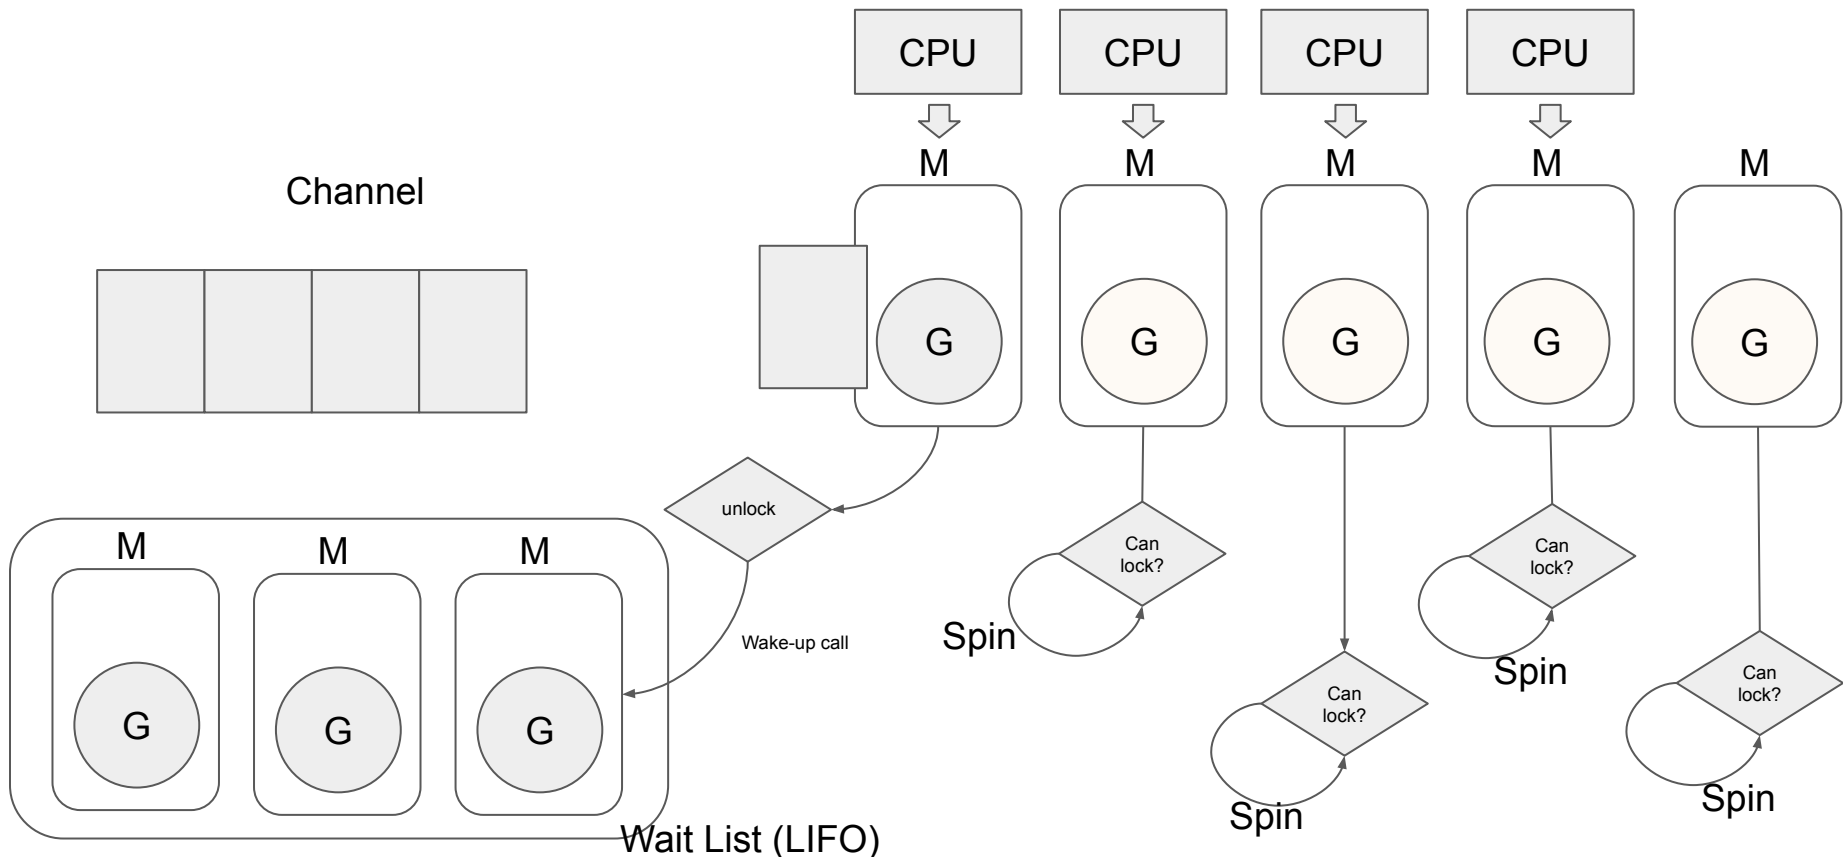 CPU
CPU
CPU
CPU
M
M
M
M
M
Channel
G
G
G
G
G
unlock
Can
lock?
Can
lock?
M
M
M
Wake-up call
Spin
Spin
Can
lock?
Can
lock?
G
G
G
Spin
Spin
Wait List (LIFO)